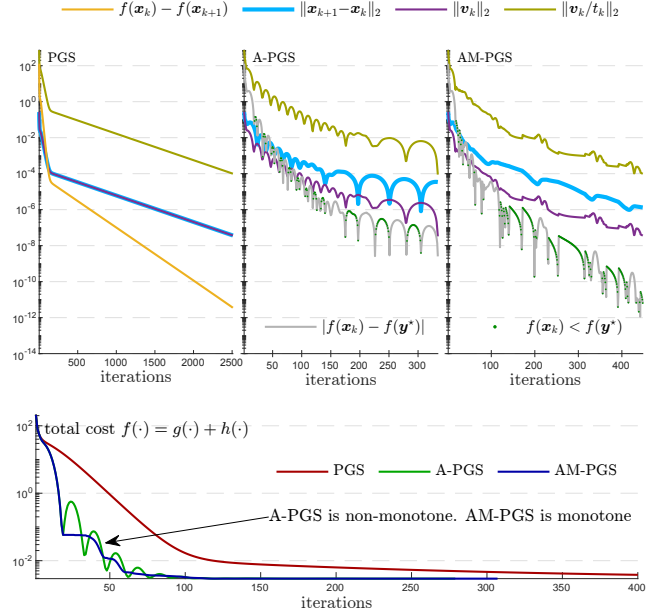 f(x_k) − f(x_{k+1}) ‖x_{k+1}−x_k‖_2 ‖v_k‖_2 ‖v_k/t_k‖_2
PGS A-PGS AM-PGS
10^2
10^0
10^-2
10^-4
10^-6
10^-8
10^-10
10^-12
10^-14
|f(x_k) − f(y*)| f(x_k) < f(y*)
500 1000 1500 2000 2500 50 100 150 200 250 300 100 200 300 400
iterations iterations iterations
10^2
total cost f(·) = g(·) + h(·)
PGS A-PGS AM-PGS
10^0
A-PGS is non-monotone. AM-PGS is monotone
10^-2
50 100 150 200 250 300 350 400
iterations